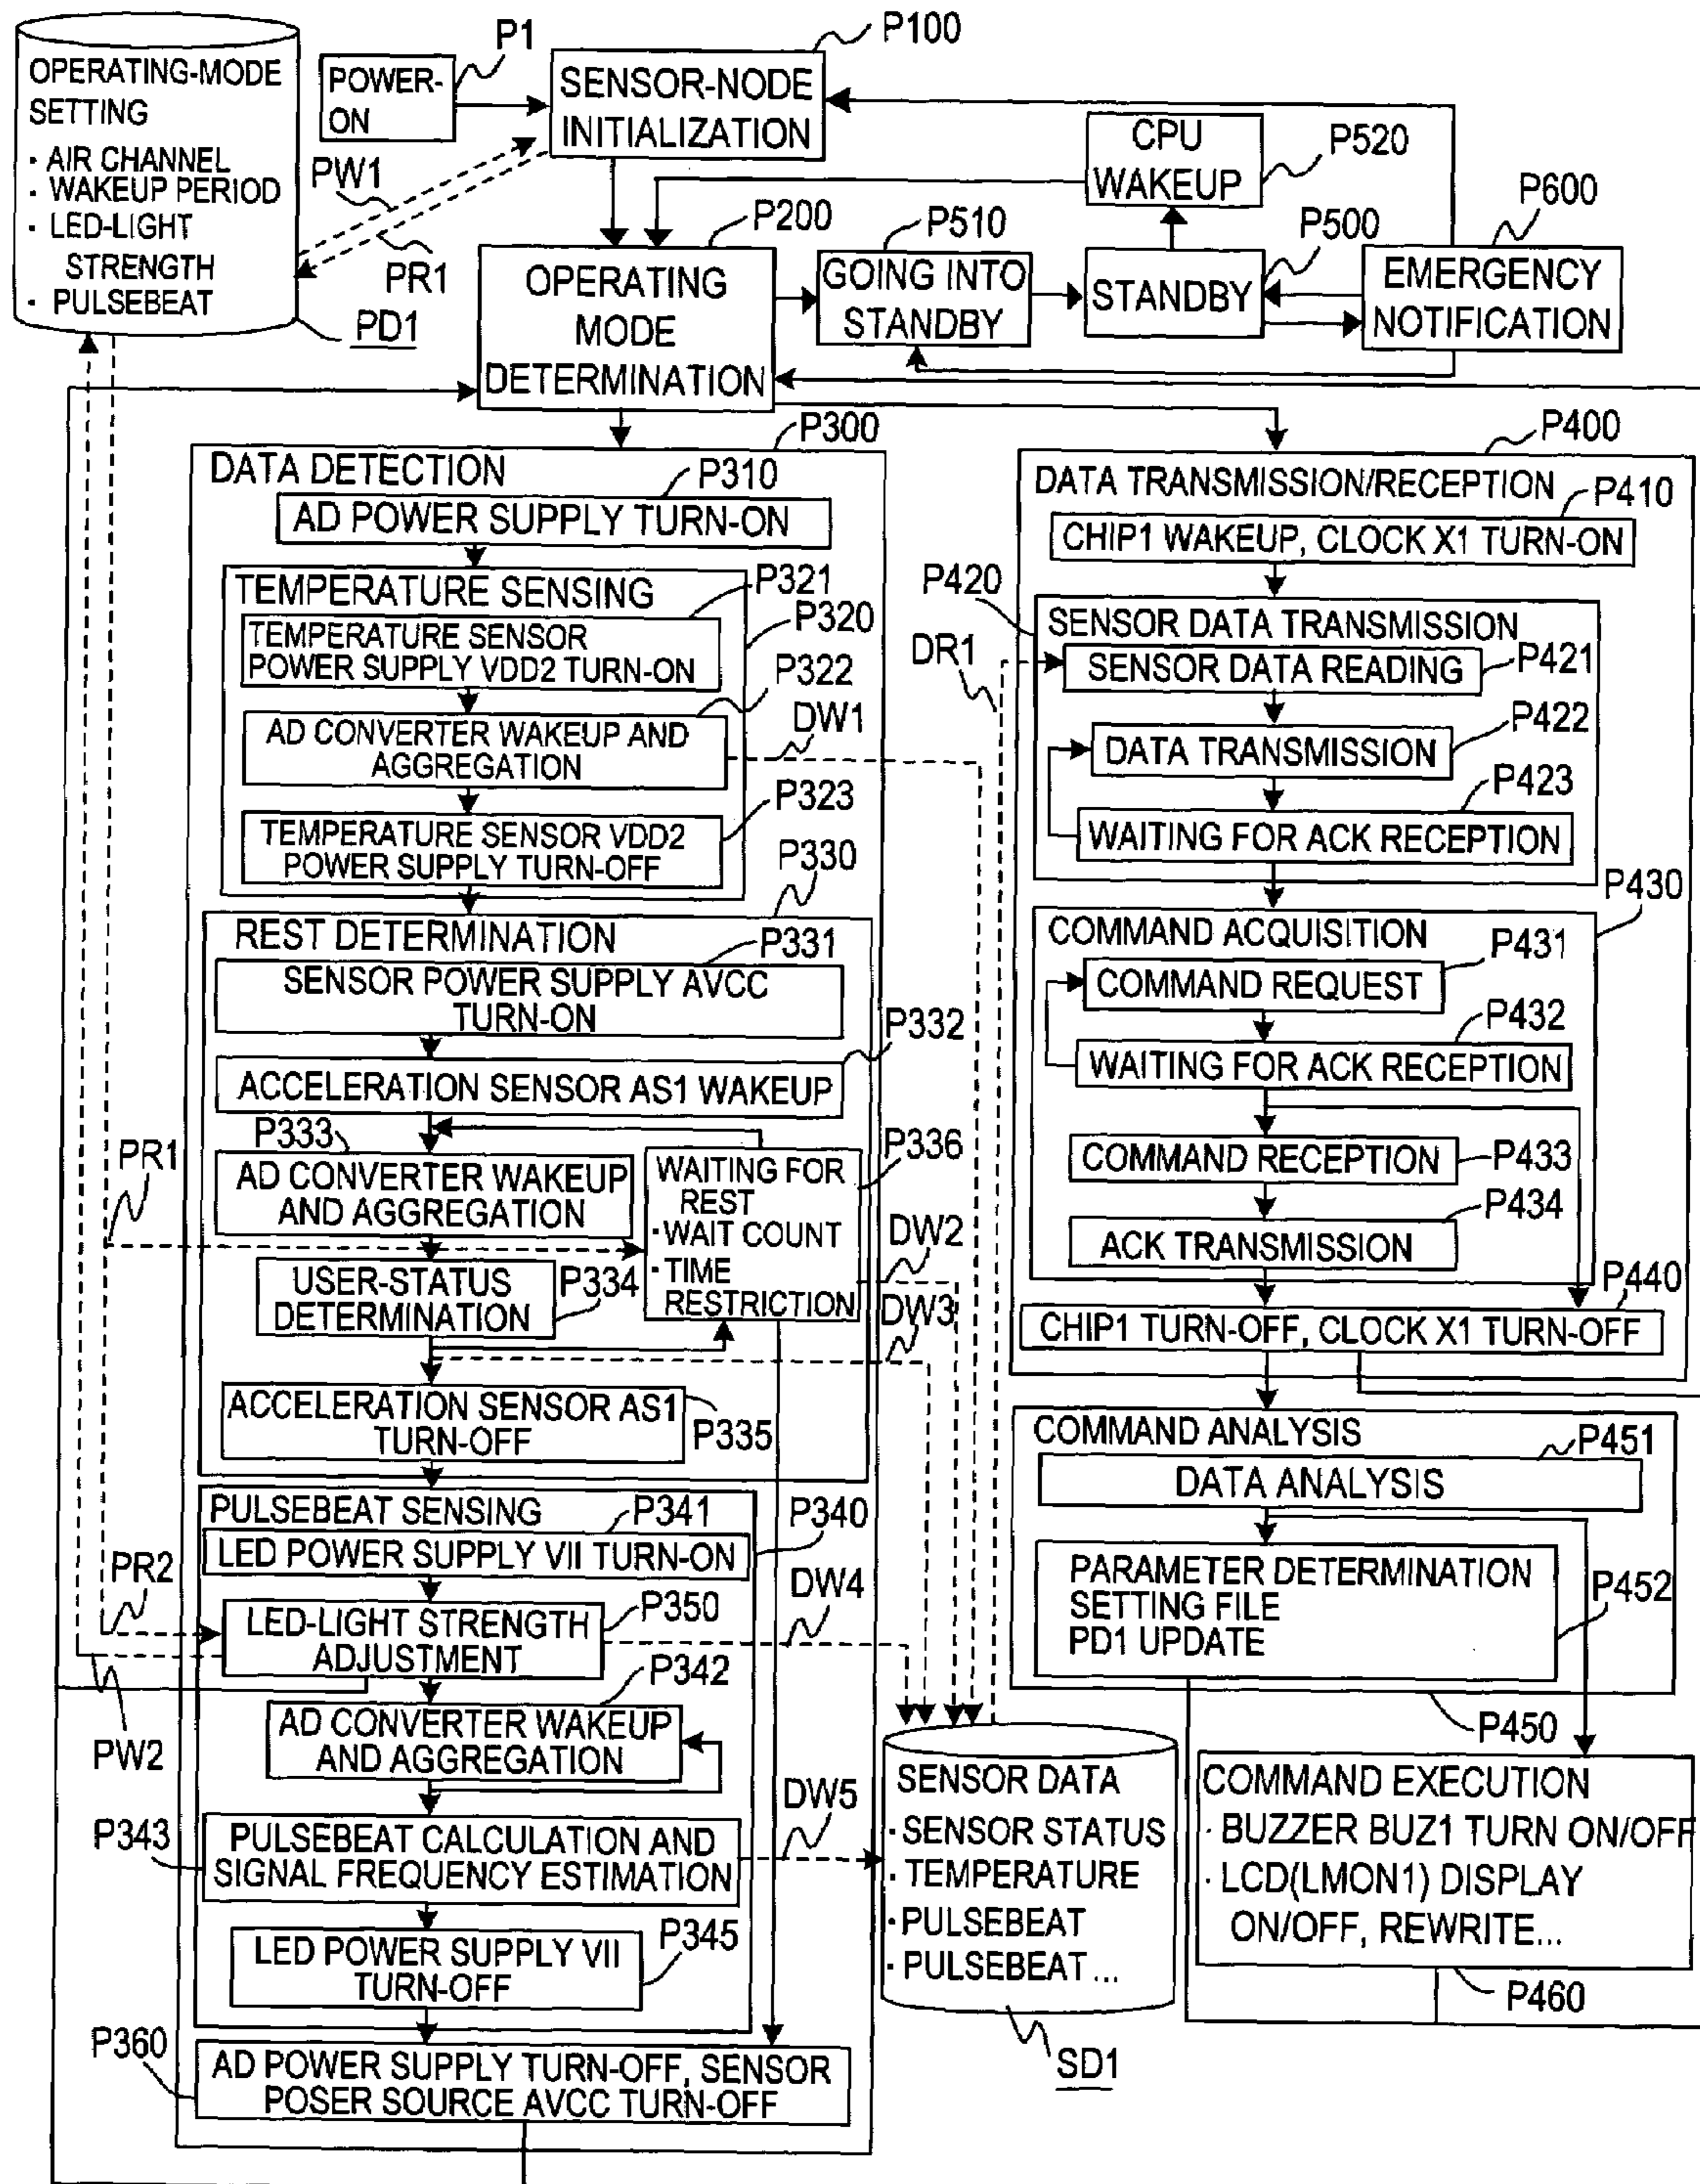 OPERATING-MODE
SETTING
· AIR CHANNEL
· WAKEUP PERIOD
· LED-LIGHT
STRENGTH
· PULSEBEAT
PD1
P1
POWER-
ON
P100
SENSOR-NODE
INITIALIZATION
PW1
PR1
CPU
WAKEUP
P520
P200
OPERATING
MODE
DETERMINATION
P510
GOING INTO
STANDBY
P500
STANDBY
P600
EMERGENCY
NOTIFICATION
P300
DATA DETECTION
P310
AD POWER SUPPLY TURN-ON
TEMPERATURE SENSING
P321
P320
TEMPERATURE SENSOR
POWER SUPPLY VDD2 TURN-ON
P322
AD CONVERTER WAKEUP AND
AGGREGATION
DW1
P323
TEMPERATURE SENSOR VDD2
POWER SUPPLY TURN-OFF
P330
REST DETERMINATION
P331
SENSOR POWER SUPPLY AVCC
TURN-ON
P332
ACCELERATION SENSOR AS1 WAKEUP
P333
AD CONVERTER WAKEUP
AND AGGREGATION
P336
WAITING FOR
REST
· WAIT COUNT
· TIME
RESTRICTION
PR1
DW2
DW3
USER-STATUS
DETERMINATION
P334
ACCELERATION SENSOR AS1
TURN-OFF
P335
PULSEBEAT SENSING
P341
P340
LED POWER SUPPLY VII TURN-ON
PR2
LED-LIGHT STRENGTH
ADJUSTMENT
P350
DW4
PW2
P342
AD CONVERTER WAKEUP
AND AGGREGATION
P343
PULSEBEAT CALCULATION AND
SIGNAL FREQUENCY ESTIMATION
DW5
LED POWER SUPPLY VII
TURN-OFF
P345
P360
AD POWER SUPPLY TURN-OFF, SENSOR
POSER SOURCE AVCC TURN-OFF
P400
DATA TRANSMISSION/RECEPTION
P410
CHIP1 WAKEUP, CLOCK X1 TURN-ON
P420
DR1
SENSOR DATA TRANSMISSION
SENSOR DATA READING
P421
P422
DATA TRANSMISSION
P423
WAITING FOR ACK RECEPTION
P430
COMMAND ACQUISITION
P431
COMMAND REQUEST
P432
WAITING FOR ACK RECEPTION
COMMAND RECEPTION
P433
P434
ACK TRANSMISSION
P440
CHIP1 TURN-OFF, CLOCK X1 TURN-OFF
COMMAND ANALYSIS
P451
DATA ANALYSIS
PARAMETER DETERMINATION
SETTING FILE
PD1 UPDATE
P452
P450
COMMAND EXECUTION
· BUZZER BUZ1 TURN ON/OFF
· LCD(LMON1) DISPLAY
ON/OFF, REWRITE...
P460
SENSOR DATA
· SENSOR STATUS
· TEMPERATURE
· PULSEBEAT
· PULSEBEAT ...
SD1